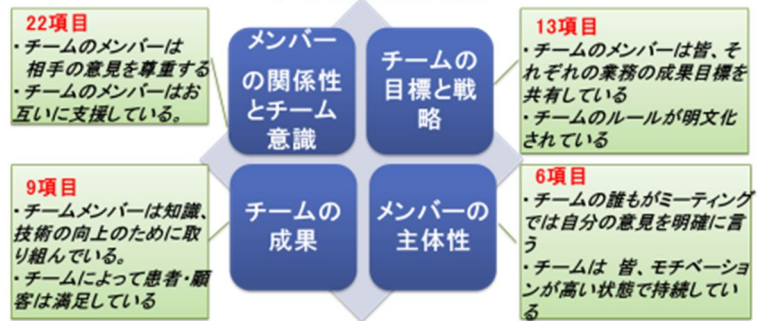 22項目
・チームのメンバーは
相手の意見を尊重する
・チームのメンバーはお
互いに支援している。
メンバー
の関係性
とチーム
意識
チームの
目標と戦
略
13項目
・チームのメンバーは皆、そ
れぞれの業務の成果目標を
共有している
・チームのルールが明文化
されている
9項目
・チームメンバーは知識、
技術の向上のために取
り組んでいる。
・チームによって患者・顧
客は満足している
チームの
成果
メンバーの
主体性
6項目
・チームの誰もがミーティング
では自分の意見を明確に言
う
・チームは 皆、モチベーショ
ンが高い状態で持続してい
る